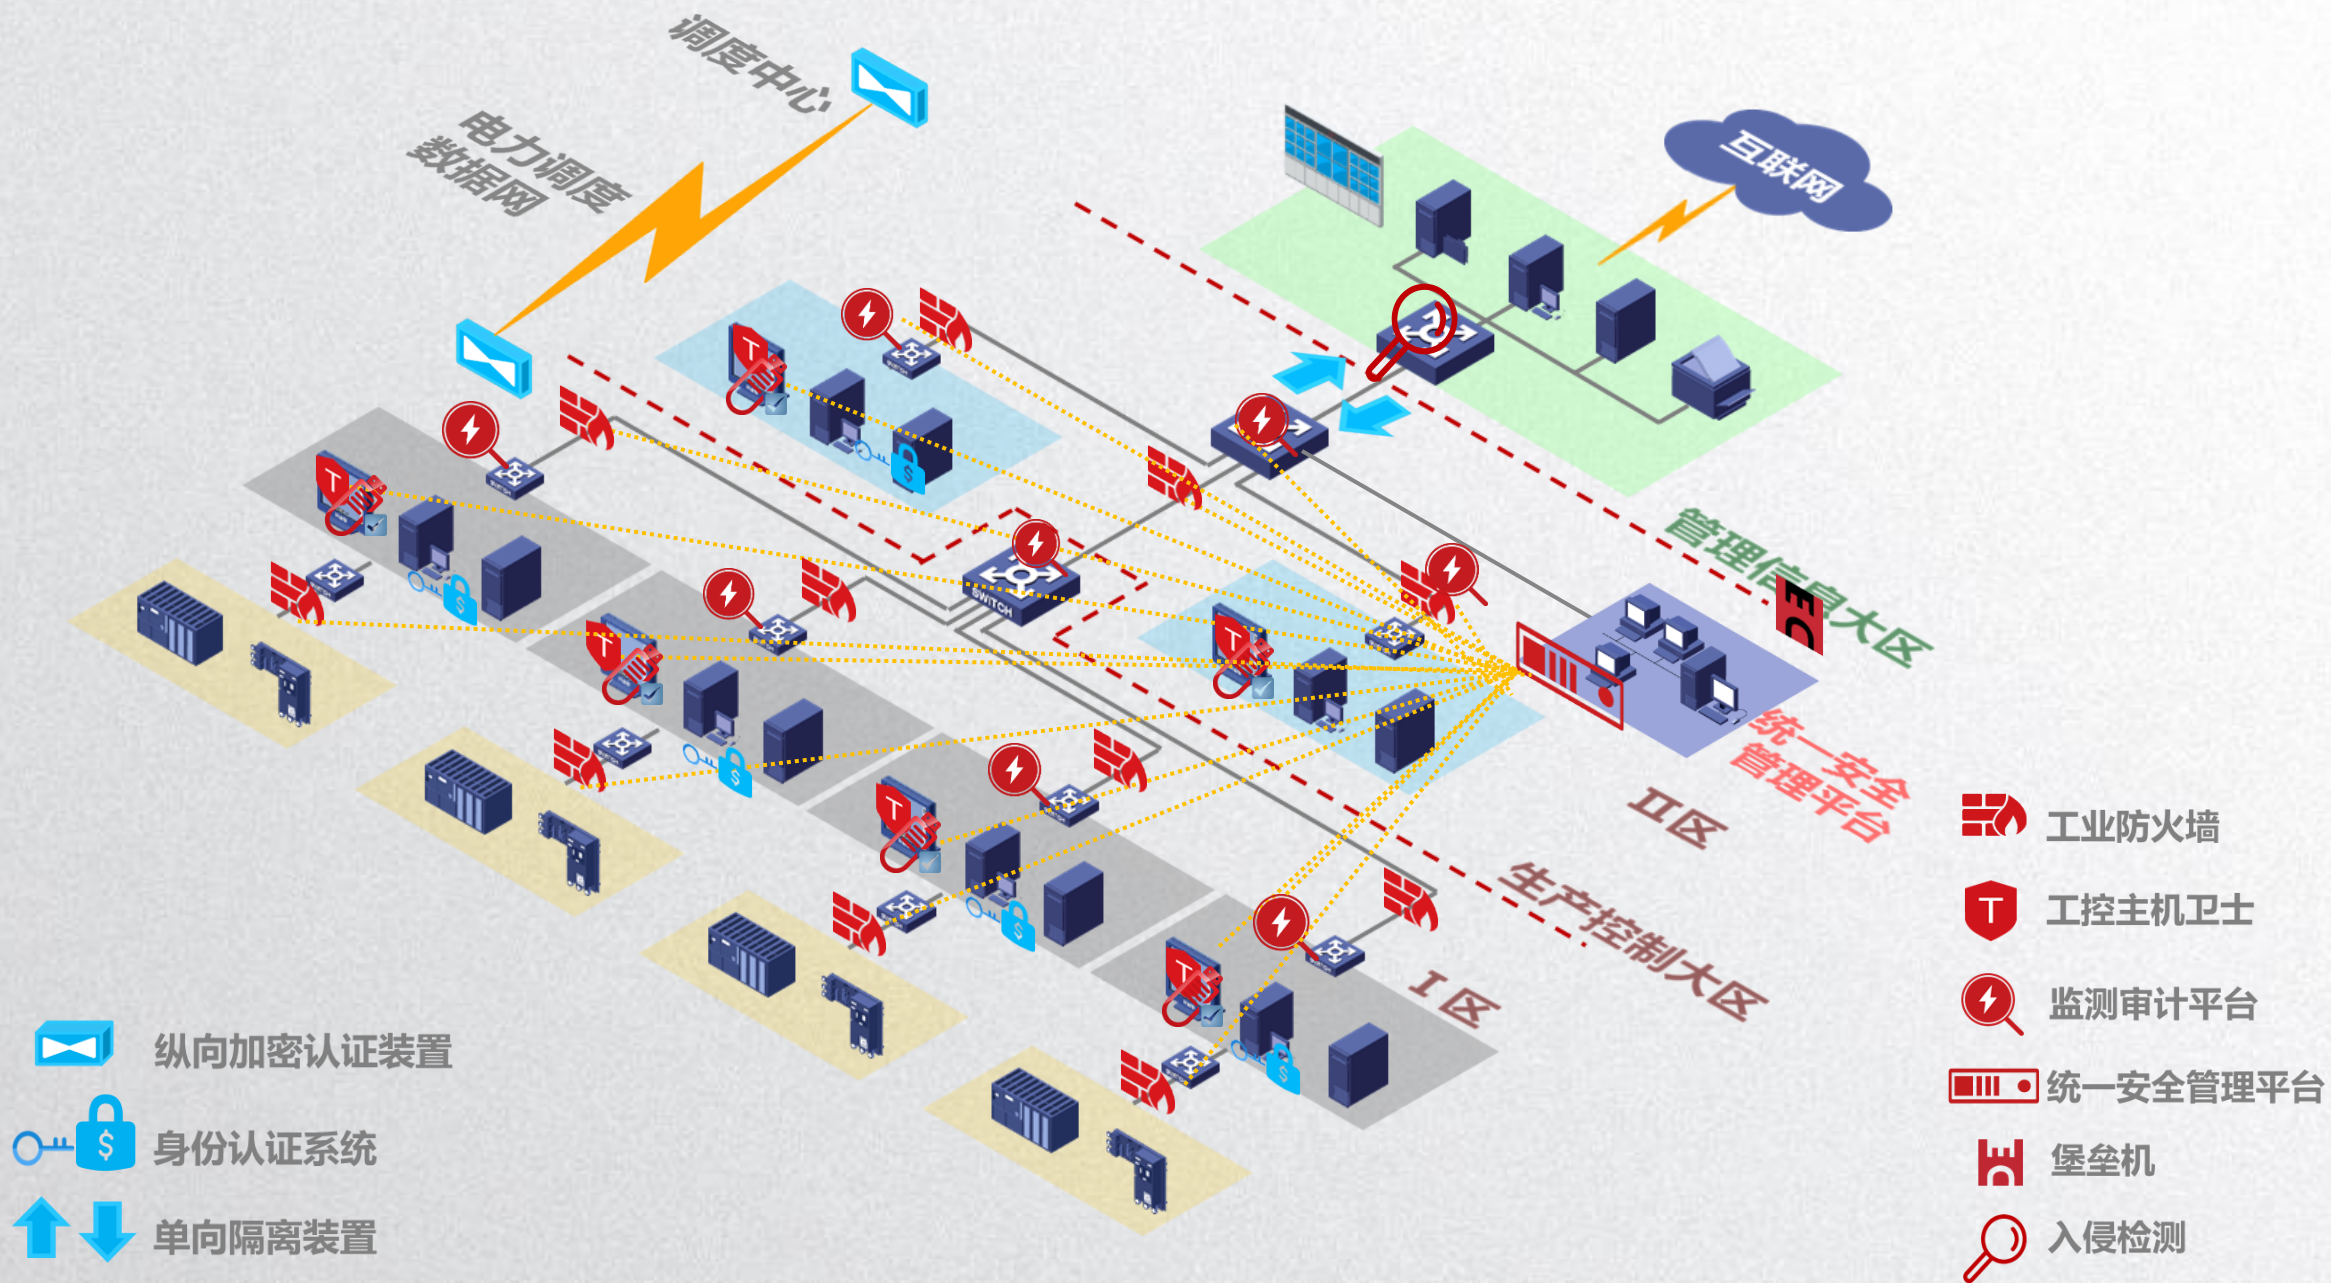 调度中心
电力调度
数据网
互联网
管理信息大区
统一安全
管理平台
II区
生产控制大区
I区
SWITCH
工业防火墙
T 工控主机卫士
监测审计平台
统一安全管理平台
堡垒机
入侵检测
纵向加密认证装置
$ 身份认证系统
单向隔离装置